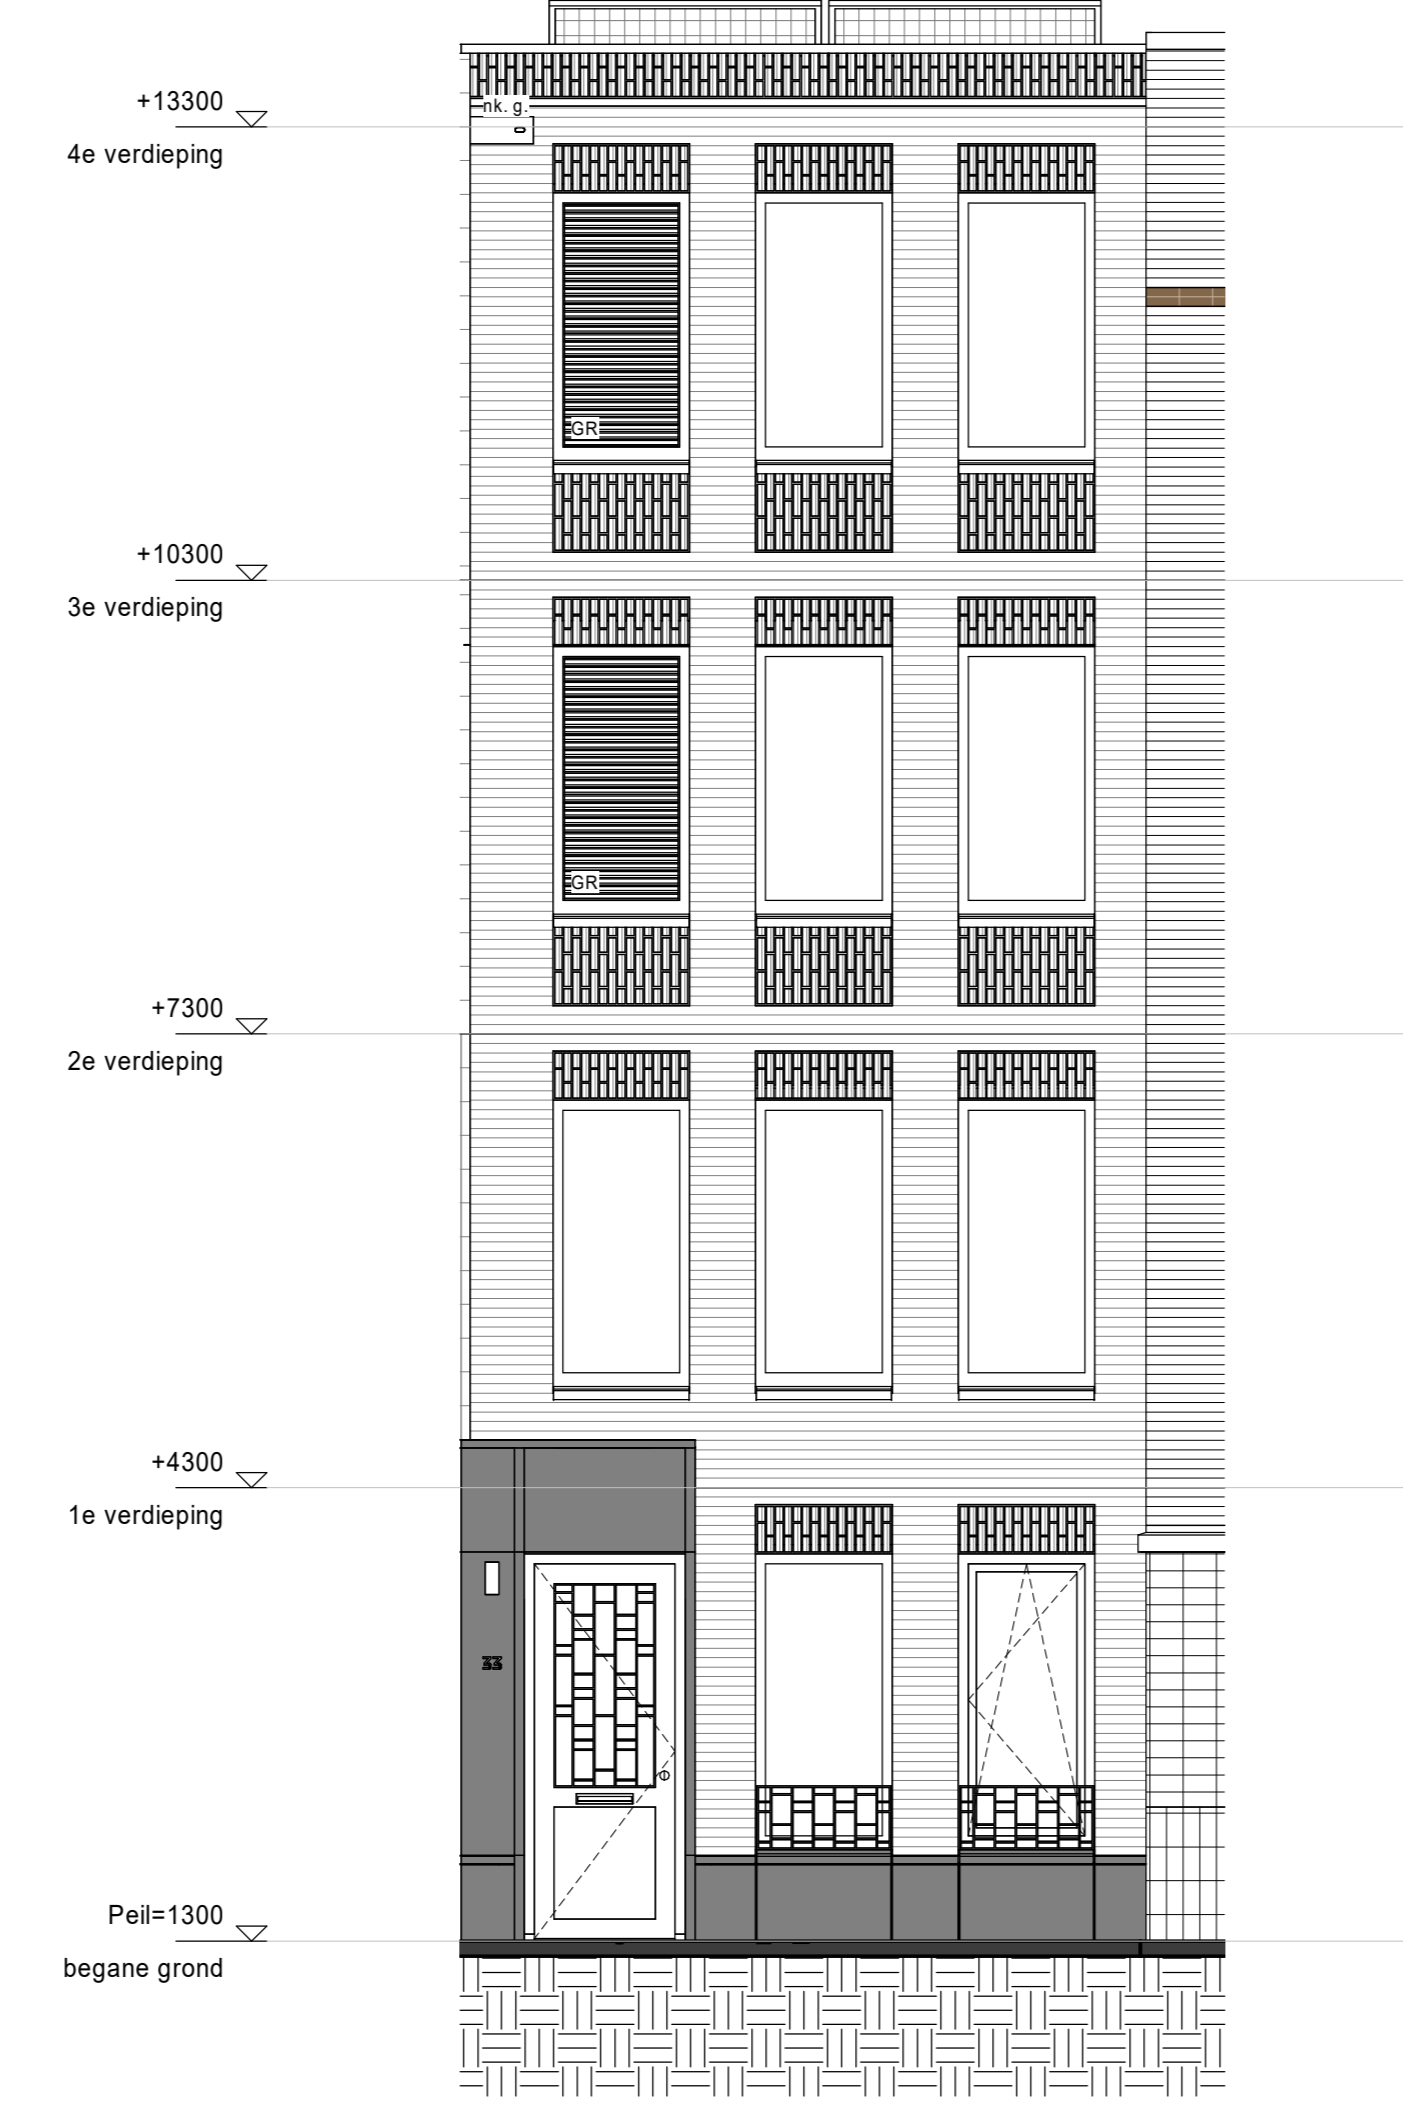 +13300
4e verdieping
nk. g.
GR
+10300
3e verdieping
GR
+7300
2e verdieping
+4300
1e verdieping
33
Peil=1300
begane grond